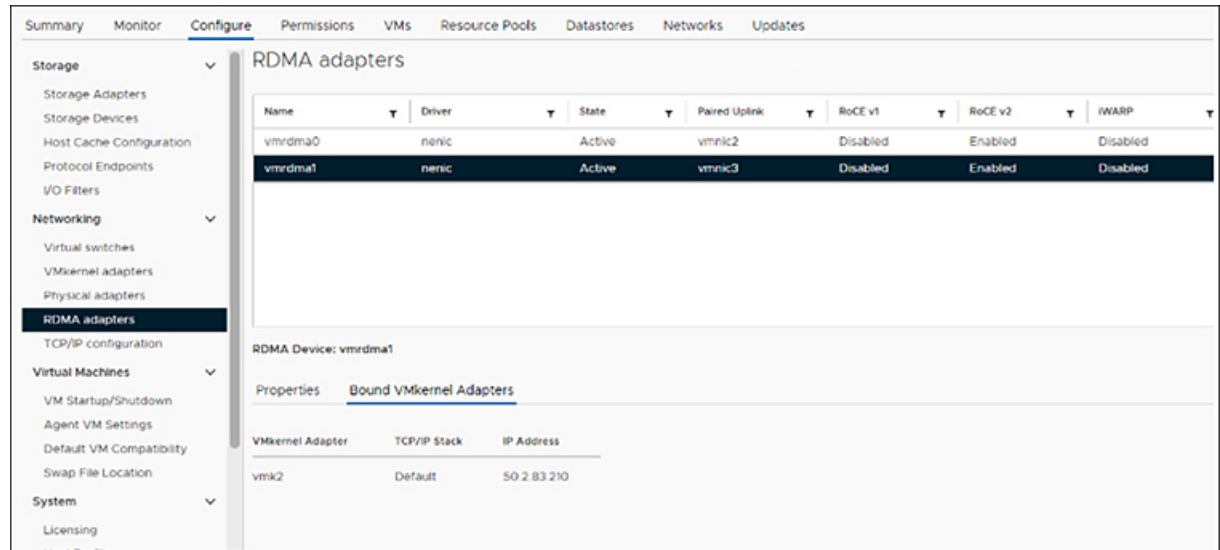 Summary Monitor Configure Permissions VMs Resource Pools Datastores Networks Updates
Storage
Storage Adapters
Storage Devices
Host Cache Configuration
Protocol Endpoints
I/O Filters
Networking
Virtual switches
VMkernel adapters
Physical adapters
RDMA adapters
TCP/IP configuration
Virtual Machines
VM Startup/Shutdown
Agent VM Settings
Default VM Compatibility
Swap File Location
System
Licensing
RDMA adapters
Name Driver State Paired Uplink RoCE v1 RoCE v2 iWARP
vmrdma0 nenic Active vmnic2 Disabled Enabled Disabled
vmrdma1 nenic Active vmnic3 Disabled Enabled Disabled
RDMA Device: vmrdma1
Properties Bound VMkernel Adapters
VMkernel Adapter TCP/IP Stack IP Address
vmk2 Default 50.2.83.210